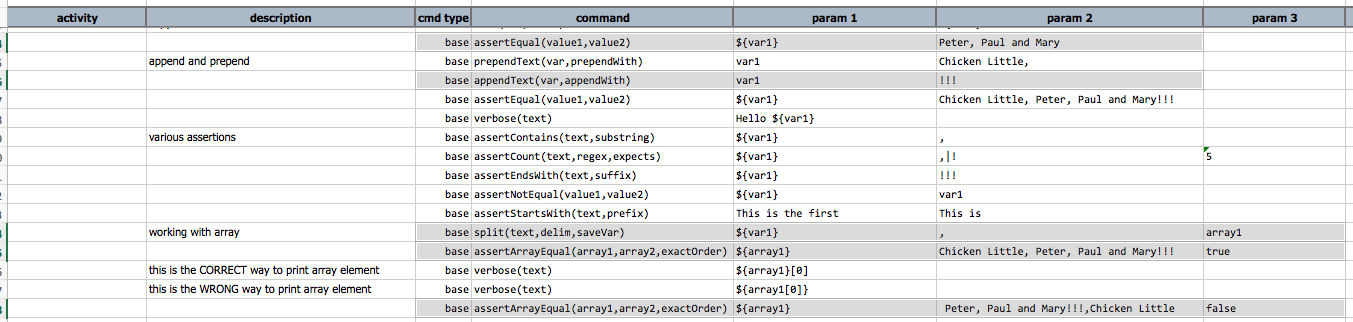 activity description cmd type command param 1 param 2 param 3
base assertEqual(value1,value2) ${var1} Peter, Paul and Mary
append and prepend base prependText(var,prependWith) var1 Chicken Little,
base appendText(var,appendWith) var1 !!!
base assertEqual(value1,value2) ${var1} Chicken Little, Peter, Paul and Mary!!!
base verbose(text) Hello ${var1}
various assertions base assertContains(text,substring) ${var1} ,
base assertCount(text,regex,expects) ${var1} ,|! 5
base assertEndsWith(text,suffix) ${var1} !!!
base assertNotEqual(value1,value2) ${var1} var1
base assertStartsWith(text,prefix) This is the first This is
working with array base split(text,delim,saveVar) ${var1} , array1
base assertArrayEqual(array1,array2,exactOrder) ${array1} Chicken Little, Peter, Paul and Mary!!! true
this is the CORRECT way to print array element base verbose(text) ${array1}[0]
this is the WRONG way to print array element base verbose(text) ${array1[0]}
base assertArrayEqual(array1,array2,exactOrder) ${array1} Peter, Paul and Mary!!!,Chicken Little false